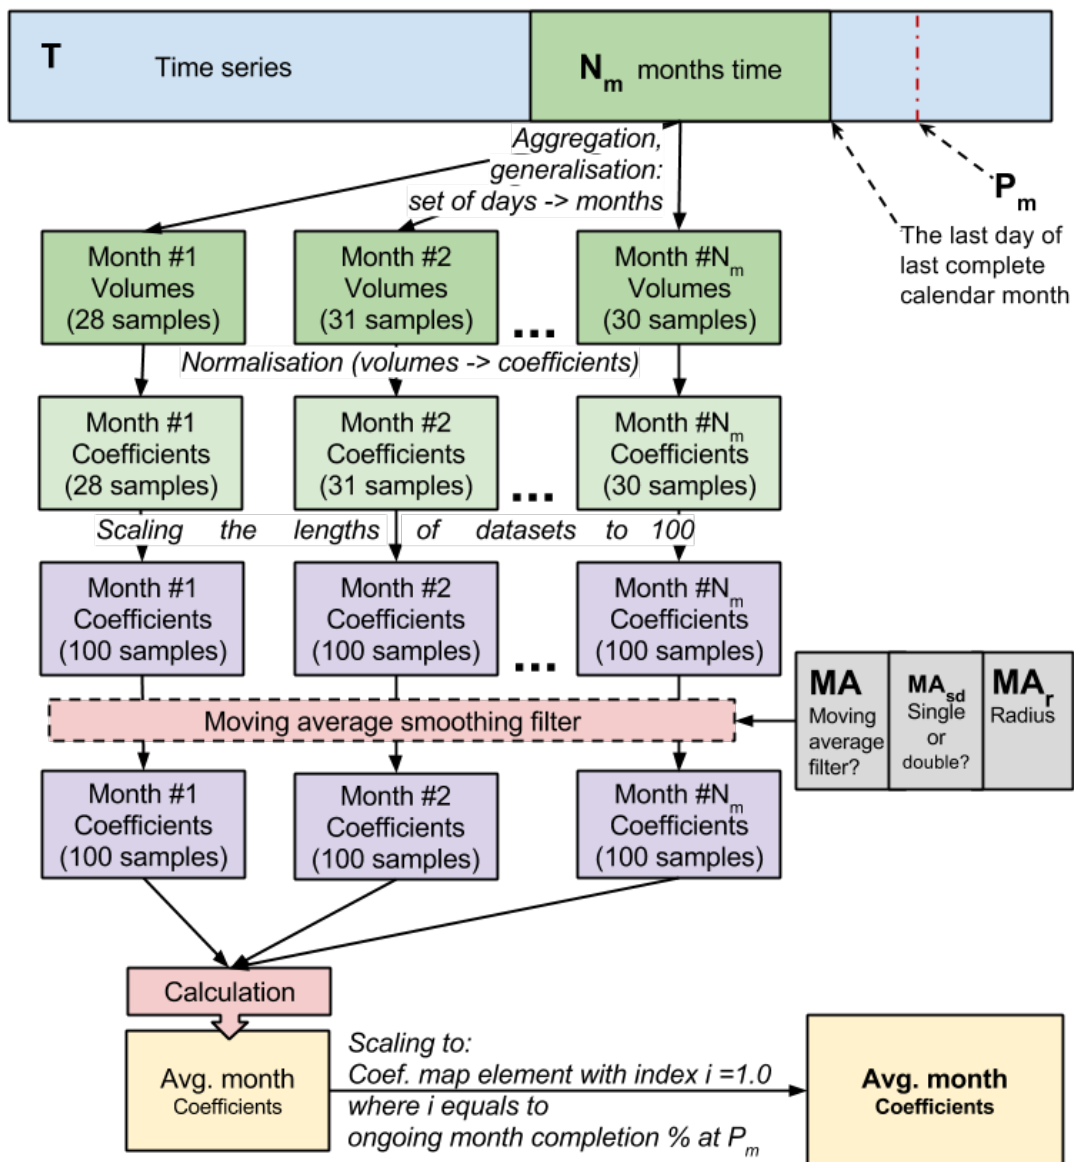 T
Time series
Nm months time
Aggregation,
generalisation:
set of days -> months
Pm
The last day of
last complete
calendar month
Month #1
Volumes
(28 samples)
Month #2
Volumes
(31 samples)
...
Month #Nm
Volumes
(30 samples)
Normalisation (volumes -> coefficients)
Month #1
Coefficients
(28 samples)
Month #2
Coefficients
(31 samples)
...
Month #Nm
Coefficients
(30 samples)
Scaling the lengths of datasets to 100
Month #1
Coefficients
(100 samples)
Month #2
Coefficients
(100 samples)
...
Month #Nm
Coefficients
(100 samples)
MA
Moving
average
filter?
MAsd
Single
or
double?
MAr
Radius
Moving average smoothing filter
Month #1
Coefficients
(100 samples)
Month #2
Coefficients
(100 samples)
Month #Nm
Coefficients
(100 samples)
Calculation
Avg. month
Coefficients
Scaling to:
Coef. map element with index i =1.0
where i equals to
ongoing month completion % at Pm
Avg. month
Coefficients